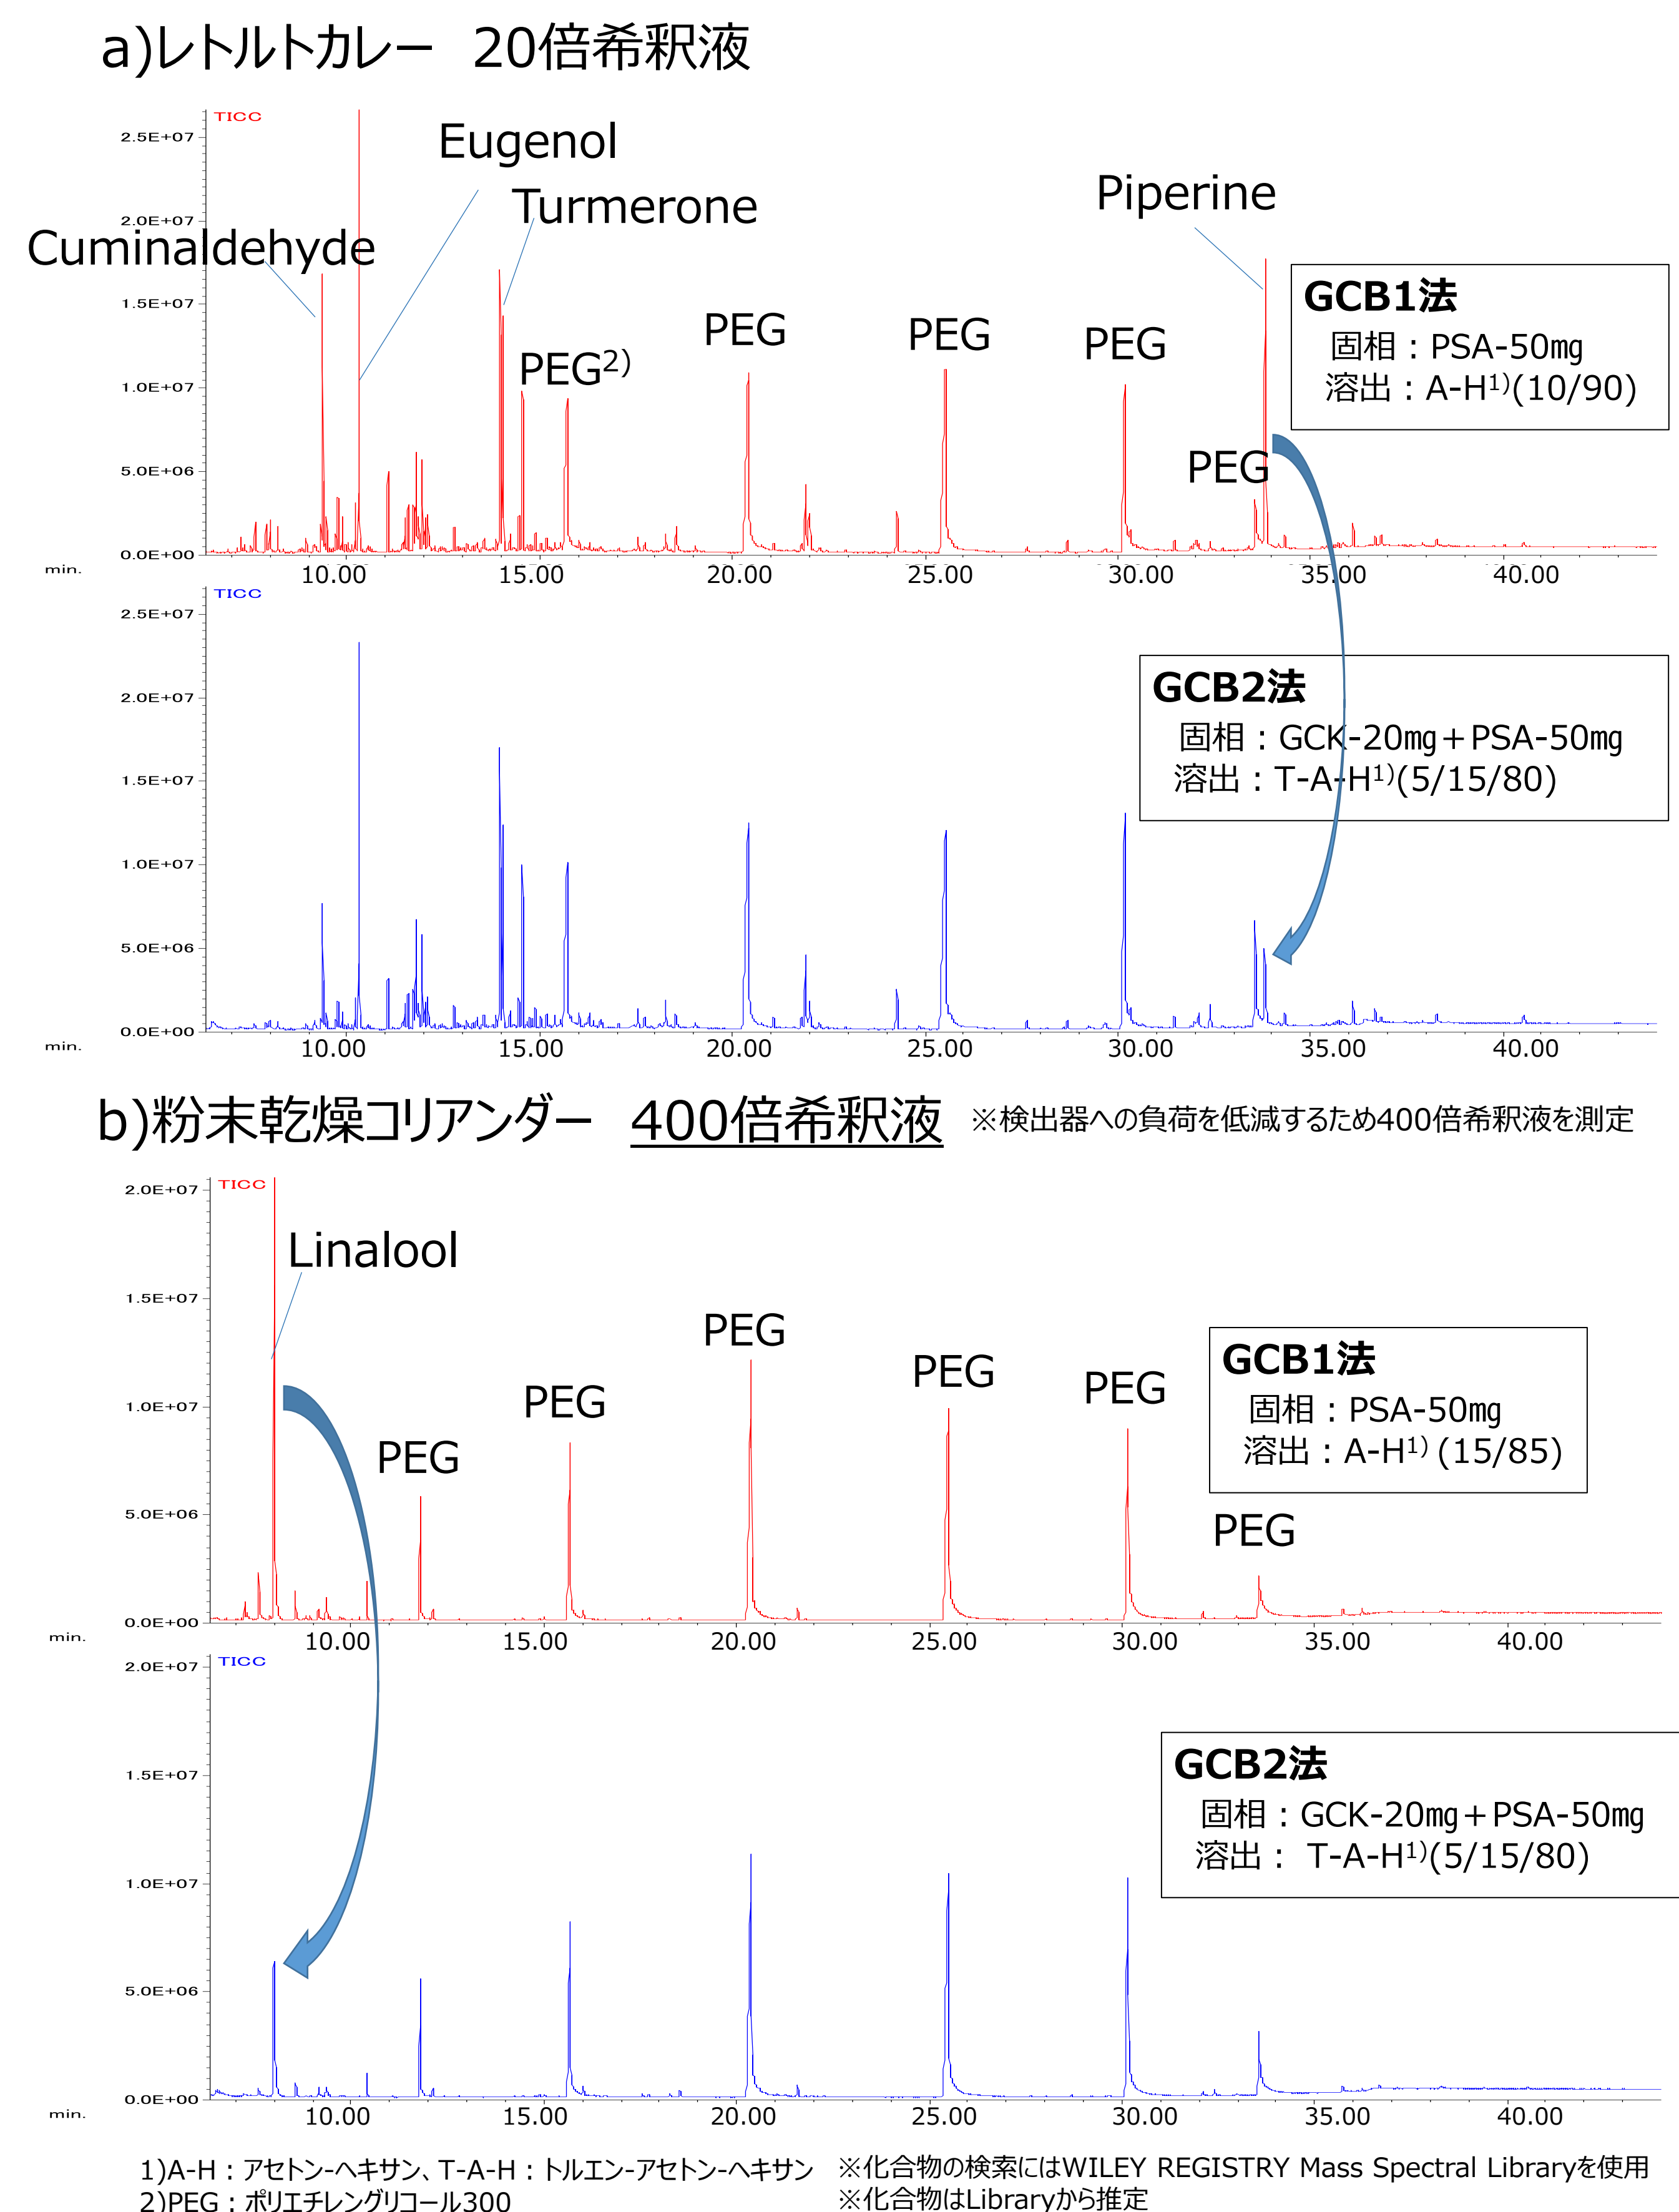 a)レトルトカレー 20倍希釈液
TICC
2.5E+07
Eugenol
Turmerone
Piperine
2.0E+07
Cuminaldehyde
GCB1法
1.5E+07
固相：PSA-50㎎
溶出：A-H1)(10/90)
PEG
PEG
PEG
PEG2)
1.0E+07
PEG
5.0E+06
0.0E+00
min.
10.00 15.00 20.00 25.00 30.00 35.00 40.00
TICC
2.5E+07
GCB2法
2.0E+07
固相：GCK-20㎎＋PSA-50㎎
溶出：T-A-H1)(5/15/80)
1.5E+07
1.0E+07
5.0E+06
0.0E+00
min.
10.00 15.00 20.00 25.00 30.00 35.00 40.00
b)粉末乾燥コリアンダー 400倍希釈液 ※検出器への負荷を低減するため400倍希釈液を測定
TICC
2.0E+07
Linalool
1.5E+07
PEG
GCB1法
PEG
PEG
PEG
1.0E+07
固相：PSA-50㎎
溶出：A-H1) (15/85)
PEG
5.0E+06
PEG
0.0E+00
min.
10.00 15.00 20.00 25.00 30.00 35.00 40.00
TICC
2.0E+07
GCB2法
1.5E+07
固相：GCK-20㎎＋PSA-50㎎
溶出： T-A-H1)(5/15/80)
1.0E+07
5.0E+06
0.0E+00
min.
10.00 15.00 20.00 25.00 30.00 35.00 40.00
1)A-H：アセトン-ヘキサン、T-A-H：トルエン-アセトン-ヘキサン ※化合物の検索にはWILEY REGISTRY Mass Spectral Libraryを使用
2)PEG：ポリエチレングリコール300 ※化合物はLibraryから推定